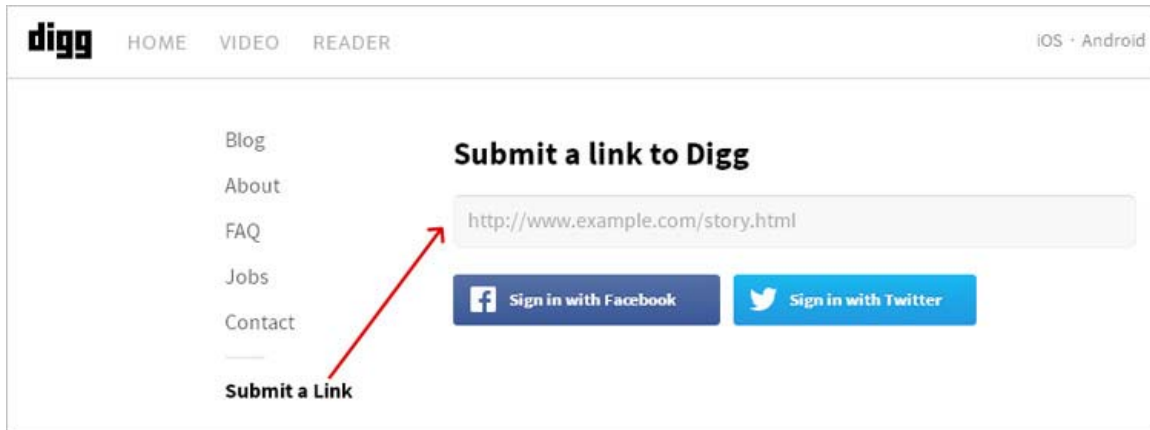 digg HOME VIDEO READER iOS · Android
Blog
About
FAQ
Jobs
Contact
Submit a Link
Submit a link to Digg
http://www.example.com/story.html
Sign in with Facebook
Sign in with Twitter